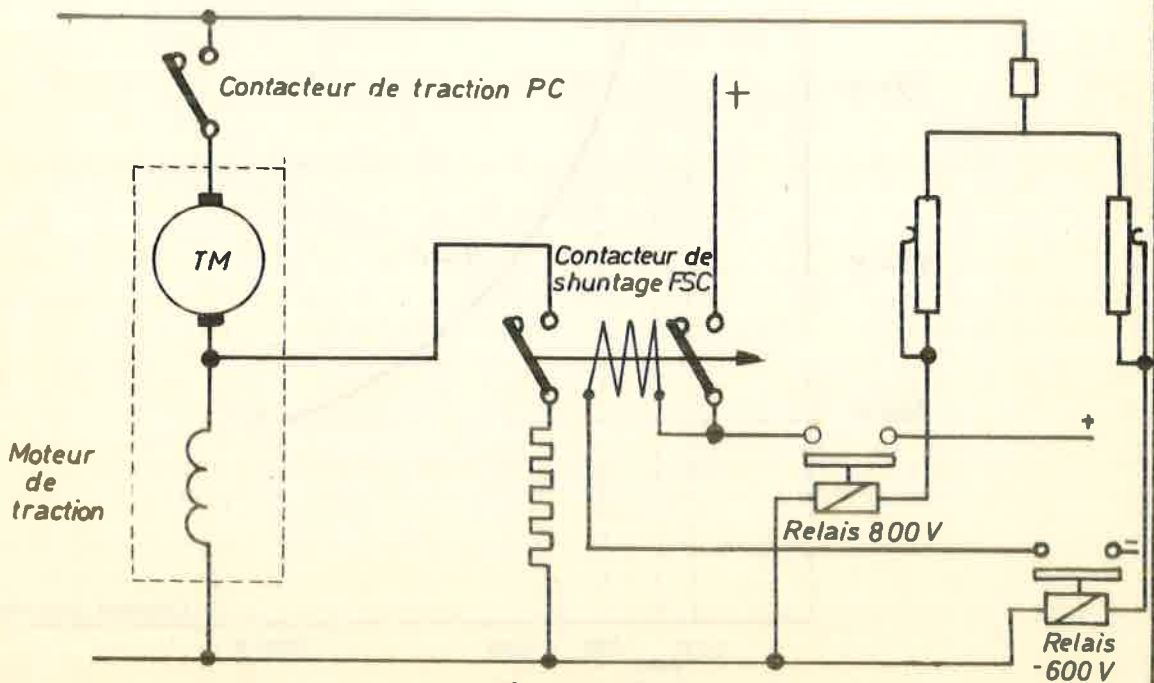 Contacteur de traction PC
+
TM
Contacteur de
shuntage FSC
Moteur
de
traction
+
Relais 800 V
-
Relais
-600 V